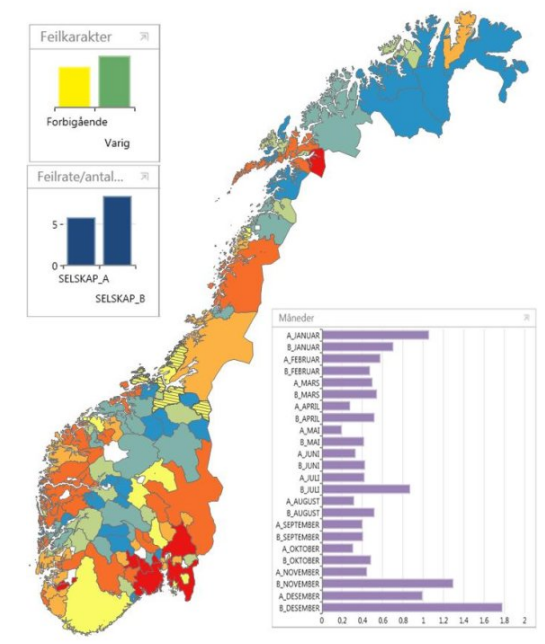 Feilkarakter
Forbigående
Varig
Feilrate/antal...
5
0
SELSKAP_A
SELSKAP_B
Måneder
A_JANUAR
B_JANUAR
A_FEBRUAR
B_FEBRUAR
A_MARS
B_MARS
A_APRIL
B_APRIL
A_MAI
B_MAI
A_JUNI
B_JUNI
A_JULI
B_JULI
A_AUGUST
B_AUGUST
A_SEPTEMBER
B_SEPTEMBER
A_OKTOBER
B_OKTOBER
A_NOVEMBER
B_NOVEMBER
A_DESEMBER
B_DESEMBER
0 0,2 0,4 0,6 0,8 1 1,2 1,4 1,6 1,8 2